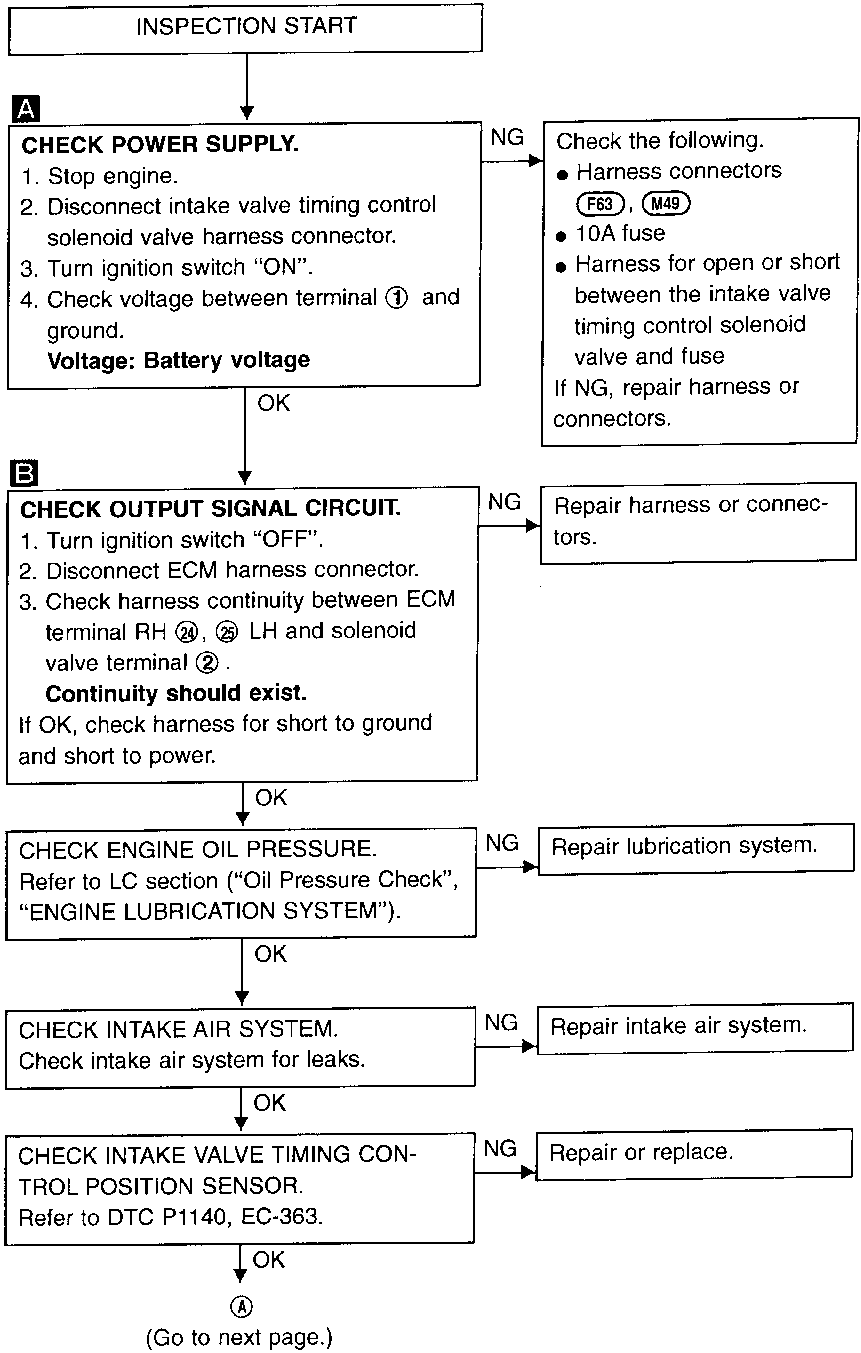 INSPECTION START
A
CHECK POWER SUPPLY.
1. Stop engine.
2. Disconnect intake valve timing control
solenoid valve harness connector.
3. Turn ignition switch “ON”.
4. Check voltage between terminal ① and
ground.
Voltage: Battery voltage
NG
Check the following.
● Harness connectors
F63, M49
● 10A fuse
● Harness for open or short
between the intake valve
timing control solenoid
valve and fuse
If NG, repair harness or
connectors.
OK
B
CHECK OUTPUT SIGNAL CIRCUIT.
1. Turn ignition switch “OFF”.
2. Disconnect ECM harness connector.
3. Check harness continuity between ECM
terminal RH ㉔, ㉕ LH and solenoid
valve terminal ② .
Continuity should exist.
If OK, check harness for short to ground
and short to power.
NG
Repair harness or connec-
tors.
OK
CHECK ENGINE OIL PRESSURE.
Refer to LC section (“Oil Pressure Check”,
“ENGINE LUBRICATION SYSTEM”).
NG
Repair lubrication system.
OK
CHECK INTAKE AIR SYSTEM.
Check intake air system for leaks.
NG
Repair intake air system.
OK
CHECK INTAKE VALVE TIMING CON-
TROL POSITION SENSOR.
Refer to DTC P1140, EC-363.
NG
Repair or replace.
OK
Ⓐ
(Go to next page.)